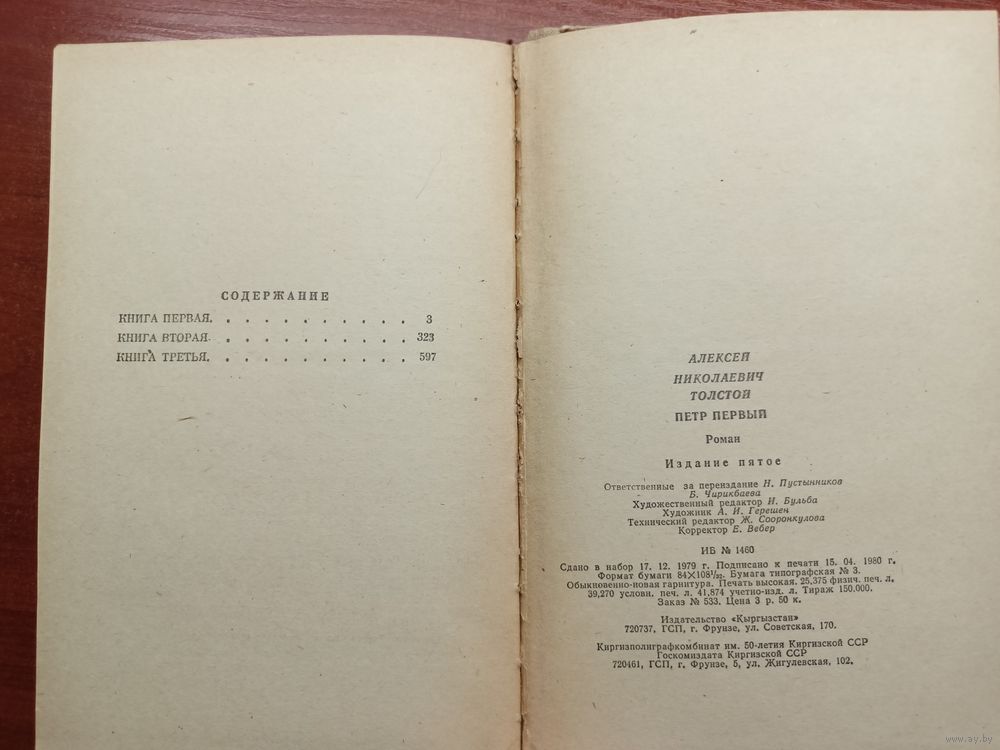 СОДЕРЖАНИЕ
КНИГА ПЕРВАЯ. . . . . . . . . . . 3
КНИГА ВТОРАЯ. . . . . . . . . . . 323
КНИГА ТРЕТЬЯ. . . . . . . . . . . 597
АЛЕКСЕЙ
НИКОЛАЕВИЧ
ТОЛСТОЙ
ПЕТР ПЕРВЫЙ
Роман
Издание пятое
Ответственные за переиздание Н. Пустынников
Б. Чирикбаева
Художественный редактор И. Бульба
Художник А. И. Герешен
Технический редактор Ж. Сооронкулова
Корректор Е. Вебер
ИБ № 1460
Сдано в набор 17. 12. 1979 г. Подписано к печати 15. 04. 1980 г.
Формат бумаги 84×108¹/₃₂. Бумага типографская № 3.
Обыкновенно-новая гарнитура. Печать высокая. 25,375 физич. печ. л.
39,270 условн. печ. л. 41,874 учетно-изд. л. Тираж 150.000.
Заказ № 533. Цена 3 р. 50 к.
Издательство «Кыргызстан»
720737, ГСП, г. Фрунзе, ул. Советская, 170.
Киргизполиграфкомбинат им. 50-летия Киргизской ССР
Госкомиздата Киргизской ССР
720461, ГСП, г. Фрунзе, 5, ул. Жигулевская, 102.
www.ay.by